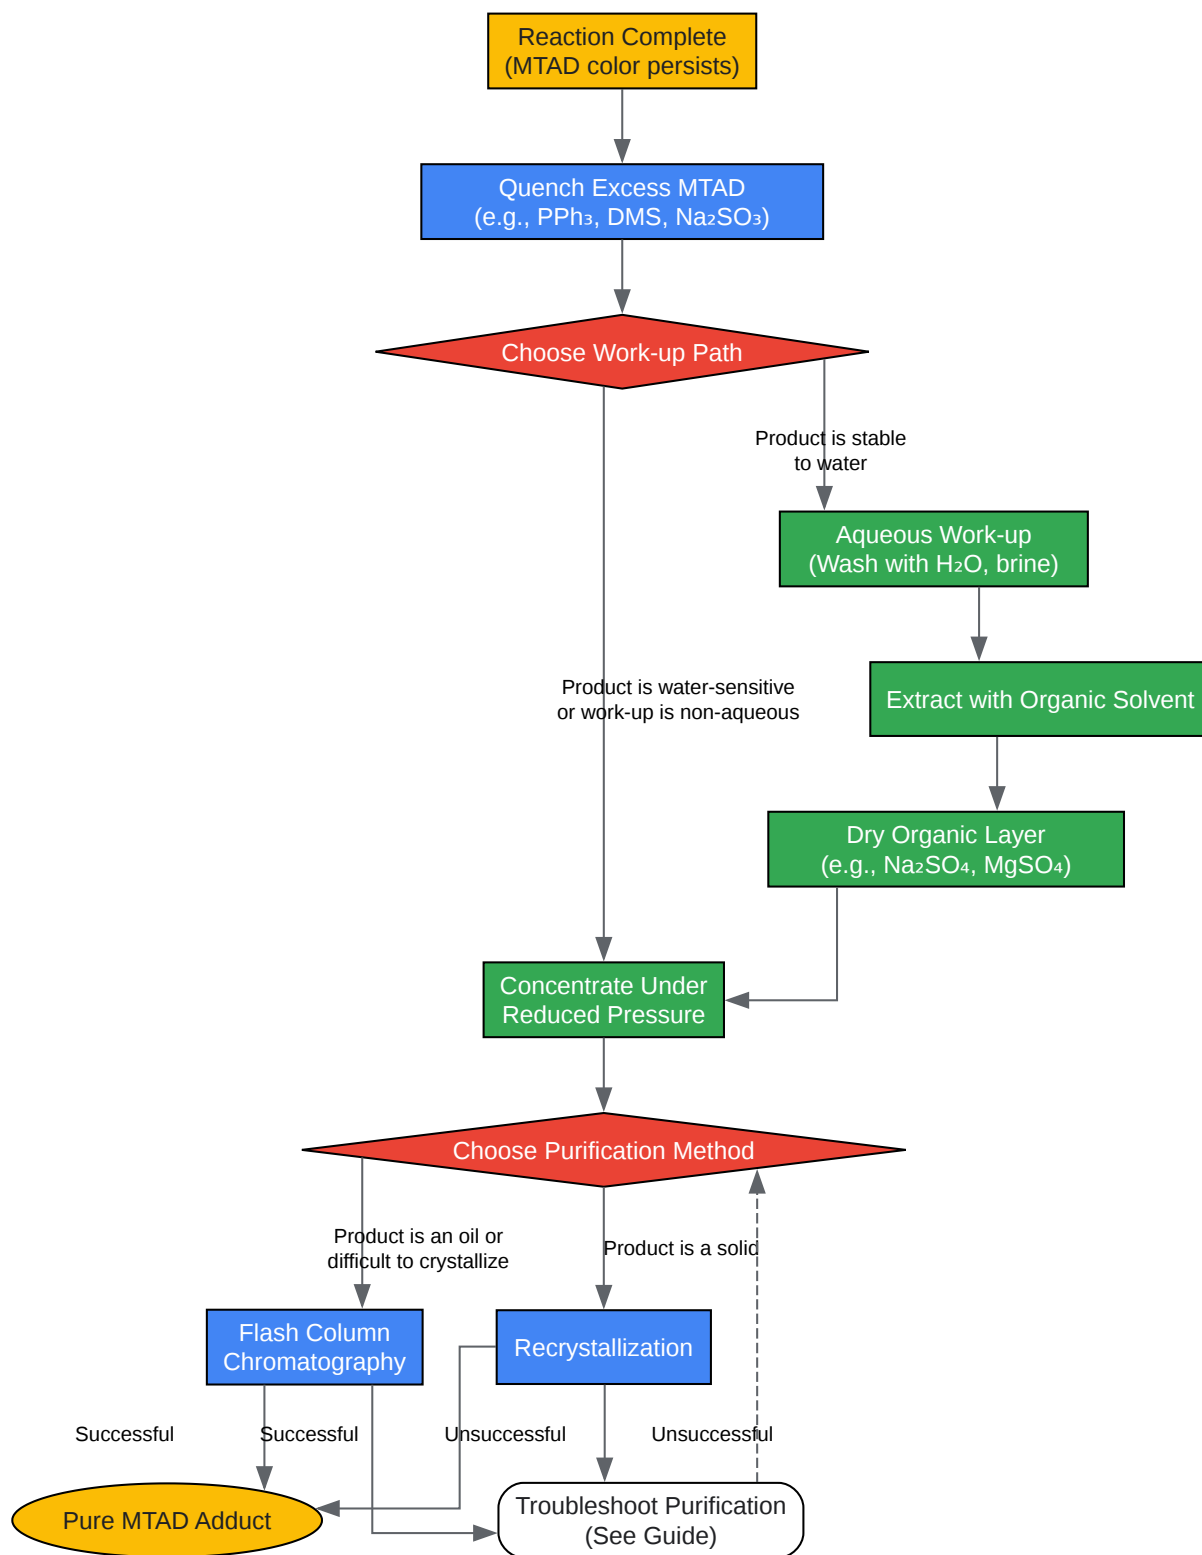 Reaction Complete
(MTAD color persists)
Quench Excess MTAD
(e.g., PPh₃, DMS, Na₂SO₃)
Choose Work-up Path
Product is stable
to water
Aqueous Work-up
(Wash with H₂O, brine)
Extract with Organic Solvent
Product is water-sensitive
or work-up is non-aqueous
Dry Organic Layer
(e.g., Na₂SO₄, MgSO₄)
Concentrate Under
Reduced Pressure
Choose Purification Method
Product is an oil or
difficult to crystallize
Product is a solid
Flash Column
Chromatography
Recrystallization
Successful
Successful
Unsuccessful
Unsuccessful
Pure MTAD Adduct
Troubleshoot Purification
(See Guide)